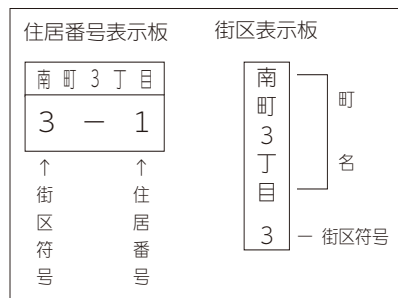 住居番号表示板
南町３丁目
３－１
↑
街区符号
↑
住居番号
街区表示板
南町３丁目
３
町名
－街区符号